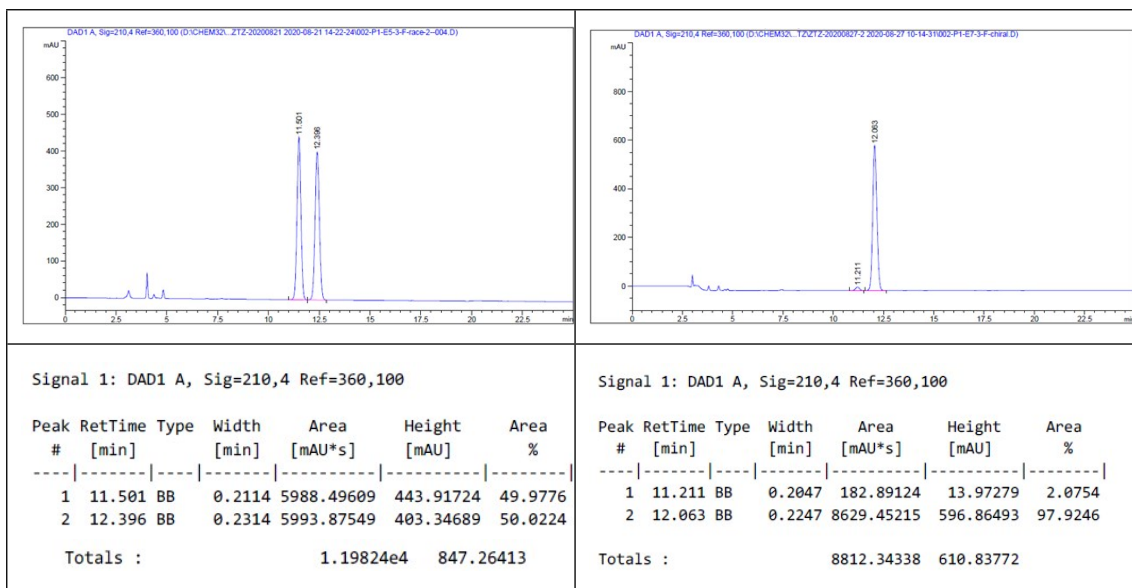 DAD1 A, Sig=210,4 Ref=360,100 (D:\CHEM32\...ZTZ-20200821 2020-08-21 14-22-24\002-P1-E5-3-F-race-2--004.D)
mAU
600
500
400
300
200
100
0
11.501
12.396
0 2.5 5 7.5 10 12.5 15 17.5 20 22.5 min
DAD1 A, Sig=210,4 Ref=360,100 (D:\CHEM32\...TZ\ZTZ-20200827-2 2020-08-27 10-14-31\002-P1-E7-3-F-chiral.D)
mAU
800
600
400
200
0
11.211
12.063
0 2.5 5 7.5 10 12.5 15 17.5 20 22.5 min
Signal 1: DAD1 A, Sig=210,4 Ref=360,100
Peak RetTime Type Width Area Height Area
# [min] [min] [mAU*s] [mAU] %
----|-------|----|-------|----------|----------|--------|
1 11.501 BB 0.2114 5988.49609 443.91724 49.9776
2 12.396 BB 0.2314 5993.87549 403.34689 50.0224
Totals : 1.19824e4 847.26413
Signal 1: DAD1 A, Sig=210,4 Ref=360,100
Peak RetTime Type Width Area Height Area
# [min] [min] [mAU*s] [mAU] %
----|-------|----|-------|----------|----------|--------|
1 11.211 BB 0.2047 182.89124 13.97279 2.0754
2 12.063 BB 0.2247 8629.45215 596.86493 97.9246
Totals : 8812.34338 610.83772